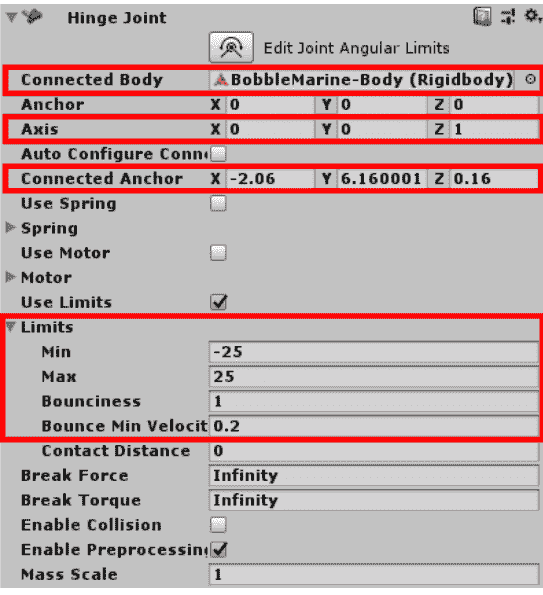 Hinge Joint
Edit Joint Angular Limits
Connected Body BobbleMarine-Body (Rigidbody)
Anchor X 0 Y 0 Z 0
Axis X 0 Y 0 Z 1
Auto Configure Conn
Connected Anchor X -2.06 Y 6.160001 Z 0.16
Use Spring
Spring
Use Motor
Motor
Use Limits
Limits
Min -25
Max 25
Bounciness 1
Bounce Min Velocit 0.2
Contact Distance 0
Break Force Infinity
Break Torque Infinity
Enable Collision
Enable Preprocessin
Mass Scale 1